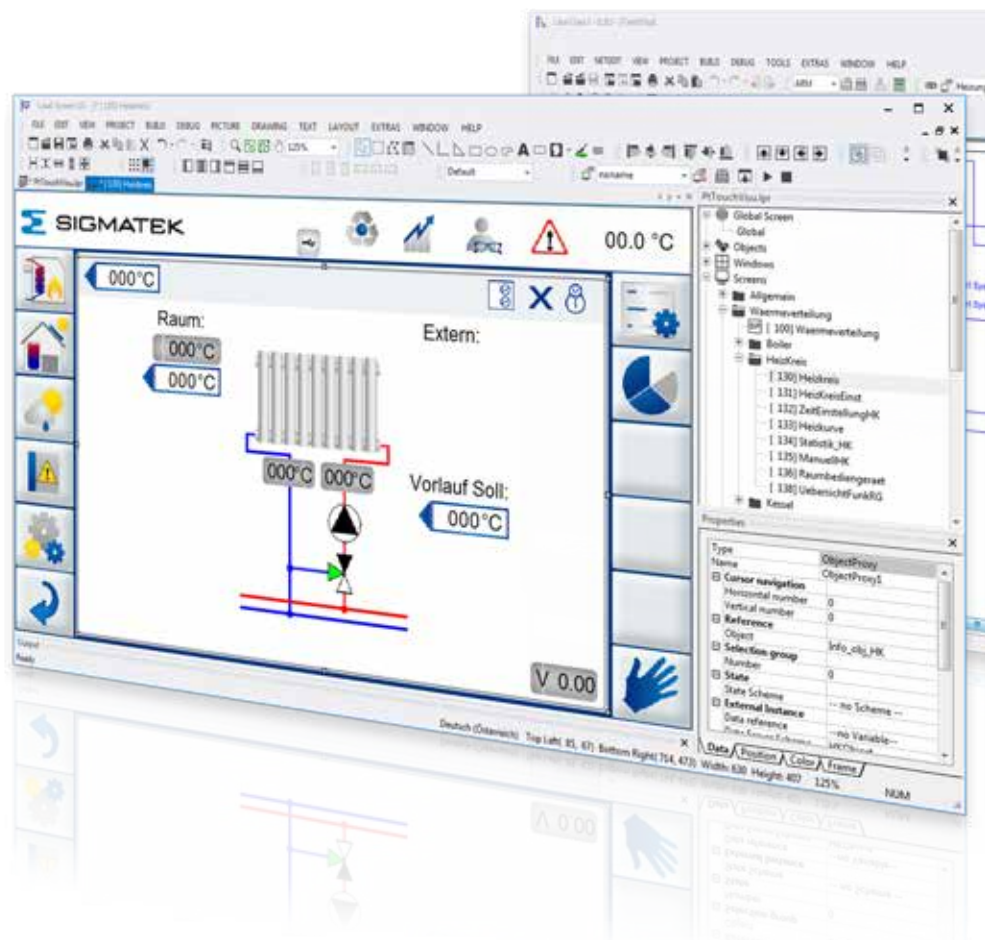 FILE EDIT VIEW PROJECT BUILD DEBUG TOOLS EXTRAS WINDOW HELP
FILE EDIT VIEW PROJECT BUILD DEBUG PICTURE DRAWING TEXT LAYOUT EXTRAS WINDOW HELP
125%
Default
noname
SIGMATEK
00.0 °C
000°C
Raum:
000°C
000°C
Extern:
000°C 000°C
Vorlauf Soll:
000°C
V 0.00
Global Screen
Global
Objects
Windows
Screens
Allgemein
Waermeverteilung
[ 100] Waermeverteilung
Boiler
HeizKreis
[ 130] Heizkreis
[ 131] HeizKreisEinst
[ 132] ZeitEinstellungHK
[ 133] Heizkurve
[ 134] Statistik_HK
[ 135] ManuellHK
[ 136] Raumbediengeraet
[ 138] UebersichtFunkRG
Kessel
Properties
Type ObjectProxy
Name ObjectProxy1
Cursor navigation
Horizontal number 0
Vertical number 0
Reference
Object Info_obj_HK
Selection group
Number 0
State
State Scheme -- no Scheme --
External Instance
Data reference --no Variable--
Data Position Color Frame
Output
Ready
Deutsch (Österreich) Top Left( 85, 67) Bottom Right( 714, 473) Width: 630 Height: 407 125% NUM